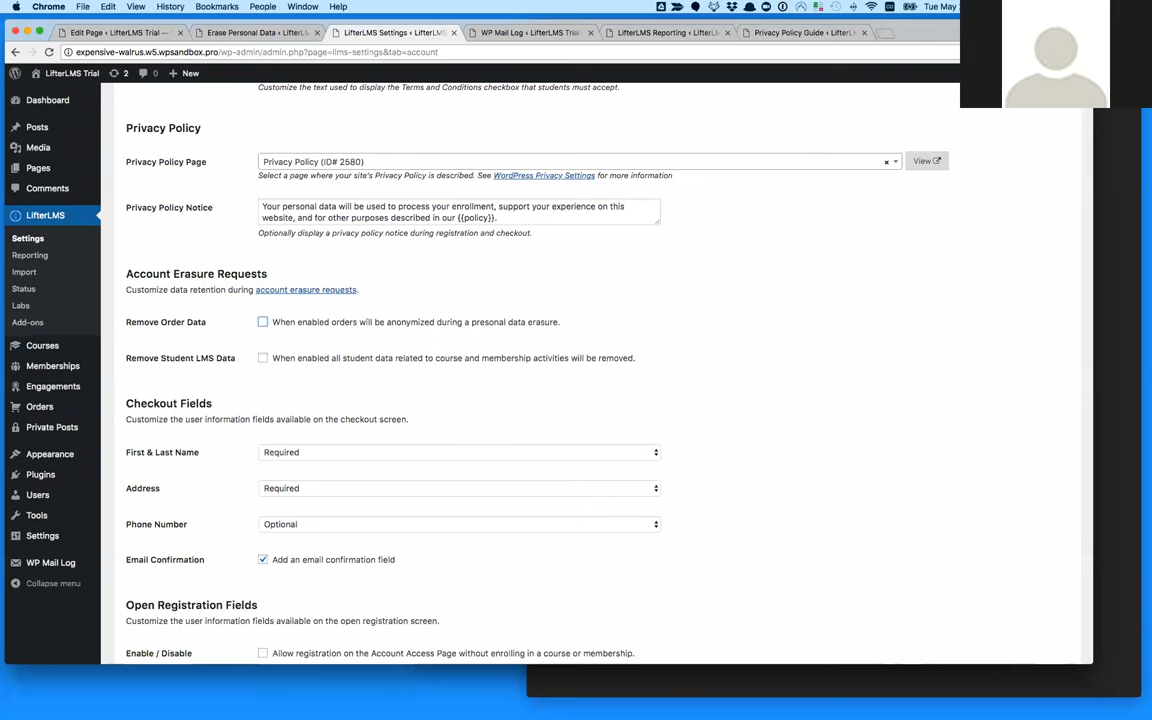 Chrome File Edit View History Bookmarks People Window Help Tue May
Edit Page ‹ LifterLMS Trial — × Erase Personal Data ‹ LifterLM × LifterLMS Settings ‹ LifterLMS × WP Mail Log ‹ LifterLMS Trial × LifterLMS Reporting ‹ LifterLM × Privacy Policy Guide ‹ LifterLM ×
expensive-walrus.w5.wpsandbox.pro/wp-admin/admin.php?page=llms-settings&tab=account
LifterLMS Trial 2 0 + New
Dashboard
Posts
Media
Pages
Comments
LifterLMS
Settings
Reporting
Import
Status
Labs
Add-ons
Courses
Memberships
Engagements
Orders
Private Posts
Appearance
Plugins
Users
Tools
Settings
WP Mail Log
Collapse menu
Customize the text used to display the Terms and Conditions checkbox that students must accept.
Privacy Policy
Privacy Policy Page Privacy Policy (ID# 2580) × View
Select a page where your site's Privacy Policy is described. See WordPress Privacy Settings for more information
Privacy Policy Notice Your personal data will be used to process your enrollment, support your experience on this
website, and for other purposes described in our {{policy}}.
Optionally display a privacy policy notice during registration and checkout.
Account Erasure Requests
Customize data retention during account erasure requests.
Remove Order Data When enabled orders will be anonymized during a presonal data erasure.
Remove Student LMS Data When enabled all student data related to course and membership activities will be removed.
Checkout Fields
Customize the user information fields available on the checkout screen.
First & Last Name Required
Address Required
Phone Number Optional
Email Confirmation Add an email confirmation field
Open Registration Fields
Customize the user information fields available on the open registration screen.
Enable / Disable Allow registration on the Account Access Page without enrolling in a course or membership.